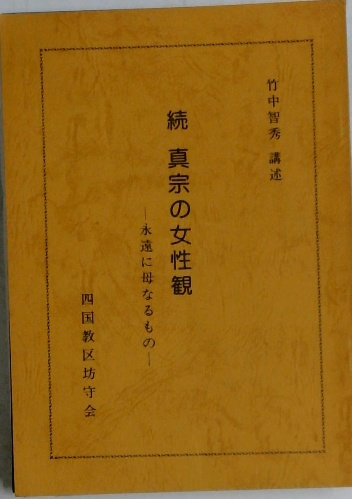 竹中智秀 講述
続 真宗の女性観
―永遠に母なるもの―
四国教区坊守会